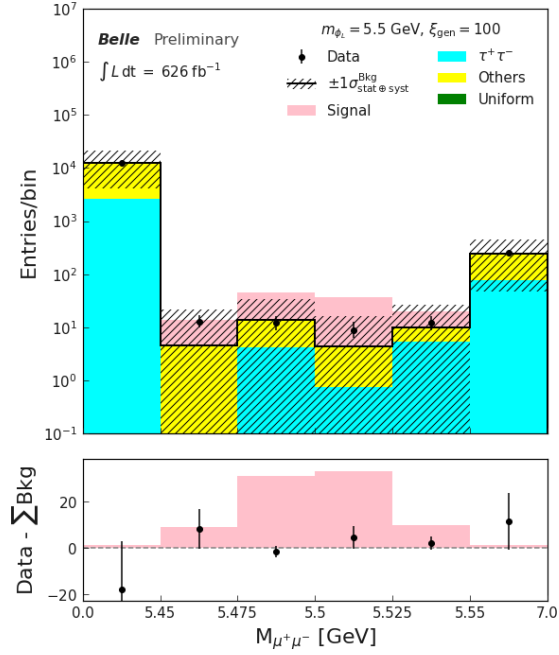 Belle Preliminary
∫L dt = 626 fb⁻¹
m_{ϕ_L} = 5.5 GeV, ξ_gen = 100
Data
±1σ^{Bkg}_{stat ⊕ syst}
Signal
τ⁺τ⁻
Others
Uniform
Entries/bin
10⁷
10⁶
10⁵
10⁴
10³
10²
10¹
10⁰
10⁻¹
Data - ∑Bkg
20
0
−20
0.0 5.45 5.475 5.5 5.525 5.55 7.0
M_{μ⁺μ⁻} [GeV]